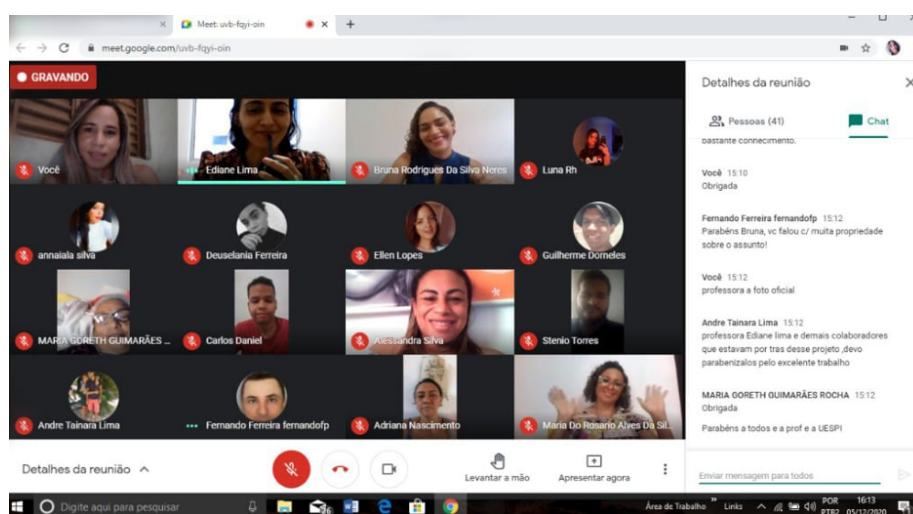 Meet: uvb-fqyi-oin
meet.google.com/uvb-fqyi-oin
GRAVANDO
Você
Ediane Lima
Bruna Rodrigues Da Silva Neres
Luna Rh
annaiala silva
Deuselania Ferreira
Ellen Lopes
Guilherme Dorneles
MARIA GORETH GUIMARÃES ...
Carlos Daniel
Alessandra Silva
Stenio Torres
Andre Tainara Lima
Fernando Ferreira fernandofp
Adriana Nascimento
Maria Do Rosario Alves Da Sil...
Detalhes da reunião
Levantar a mão
Apresentar agora
Detalhes da reunião
Pessoas (41)
Chat
bastante connecimento.
Você 15:10
Obrigada
Fernando Ferreira fernandofp 15:12
Parabéns Bruna, vc falou c/ muita propriedade
sobre o assunto!
Você 15:12
professora a foto oficial
Andre Tainara Lima 15:12
professora Ediane lima e demais colaboradores
que estavam por tras desse projeto ,devo
parabenizalos pelo excelente trabalho
MARIA GORETH GUIMARÃES ROCHA 15:12
Obrigada
Parabéns a todos e a prof e a UESPI
Enviar mensagem para todos
Digite aqui para pesquisar
Área de Trabalho
Links
POR
PTB2
16:13
05/12/2020